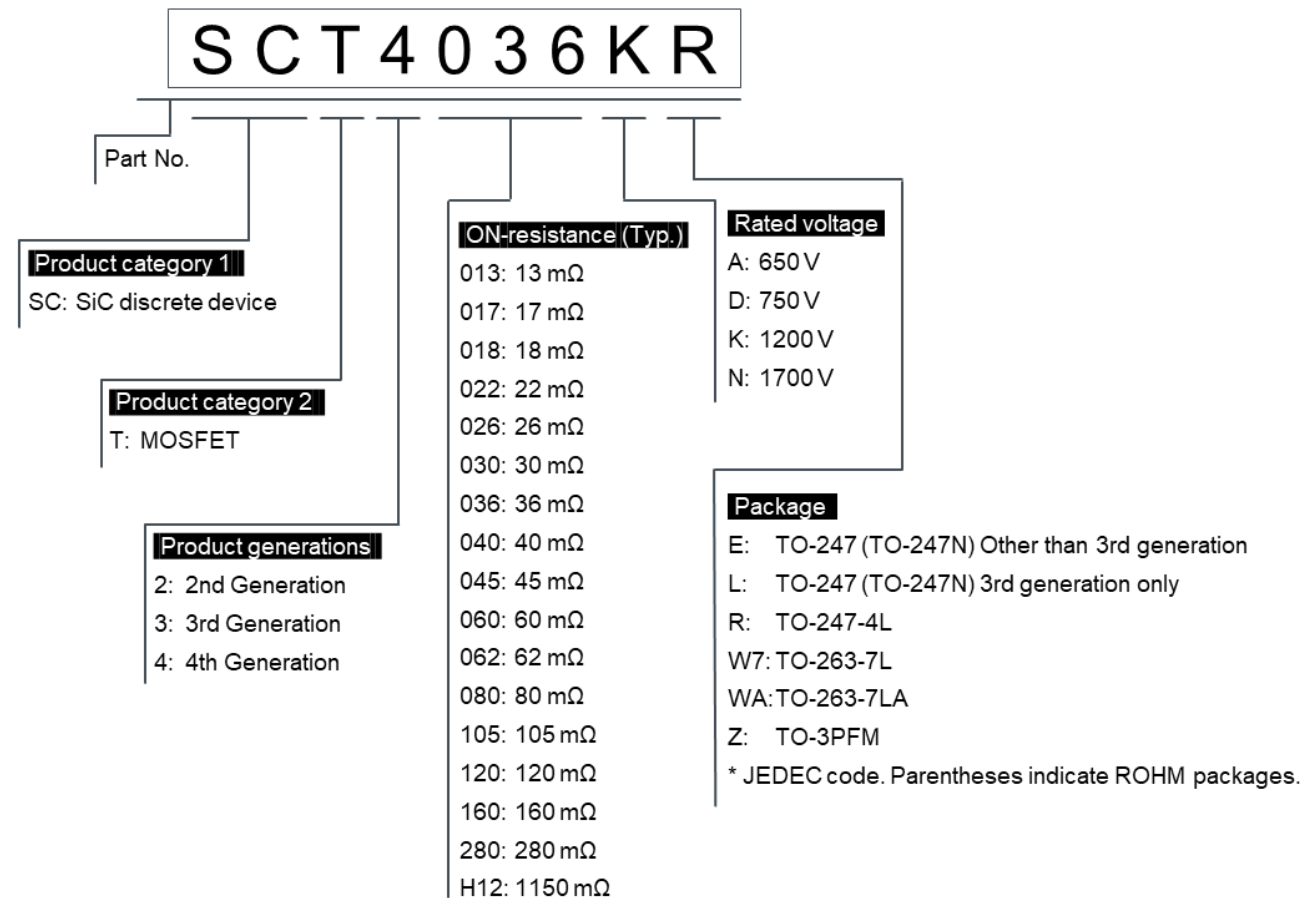 SCT4036KR
Part No.
Product category 1
SC: SiC discrete device
Product category 2
T: MOSFET
Product generations
2: 2nd Generation
3: 3rd Generation
4: 4th Generation
ON-resistance (Typ.)
013: 13 mΩ
017: 17 mΩ
018: 18 mΩ
022: 22 mΩ
026: 26 mΩ
030: 30 mΩ
036: 36 mΩ
040: 40 mΩ
045: 45 mΩ
060: 60 mΩ
062: 62 mΩ
080: 80 mΩ
105: 105 mΩ
120: 120 mΩ
160: 160 mΩ
280: 280 mΩ
H12: 1150 mΩ
Rated voltage
A: 650 V
D: 750 V
K: 1200 V
N: 1700 V
Package
E: TO-247 (TO-247N) Other than 3rd generation
L: TO-247 (TO-247N) 3rd generation only
R: TO-247-4L
W7: TO-263-7L
WA: TO-263-7LA
Z: TO-3PFM
* JEDEC code. Parentheses indicate ROHM packages.